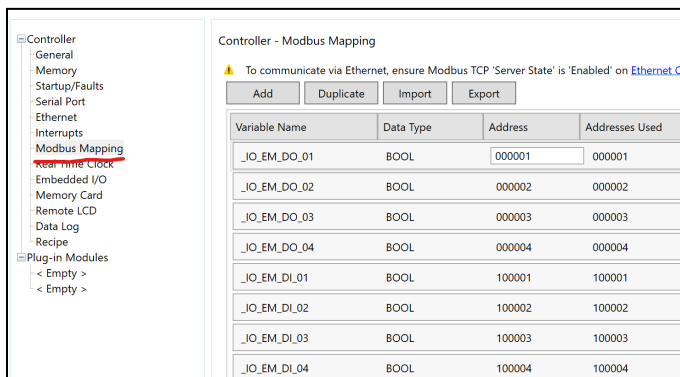 Controller
General
Memory
Startup/Faults
Serial Port
Ethernet
Interrupts
Modbus Mapping
Real Time Clock
Embedded I/O
Memory Card
Remote LCD
Data Log
Recipe
Plug-in Modules
< Empty >
< Empty >
Controller - Modbus Mapping
To communicate via Ethernet, ensure Modbus TCP 'Server State' is 'Enabled' on Ethernet
Add Duplicate Import Export
Variable Name Data Type Address Addresses Used
_IO_EM_DO_01 BOOL 000001 000001
_IO_EM_DO_02 BOOL 000002 000002
_IO_EM_DO_03 BOOL 000003 000003
_IO_EM_DO_04 BOOL 000004 000004
_IO_EM_DI_01 BOOL 100001 100001
_IO_EM_DI_02 BOOL 100002 100002
_IO_EM_DI_03 BOOL 100003 100003
_IO_EM_DI_04 BOOL 100004 100004